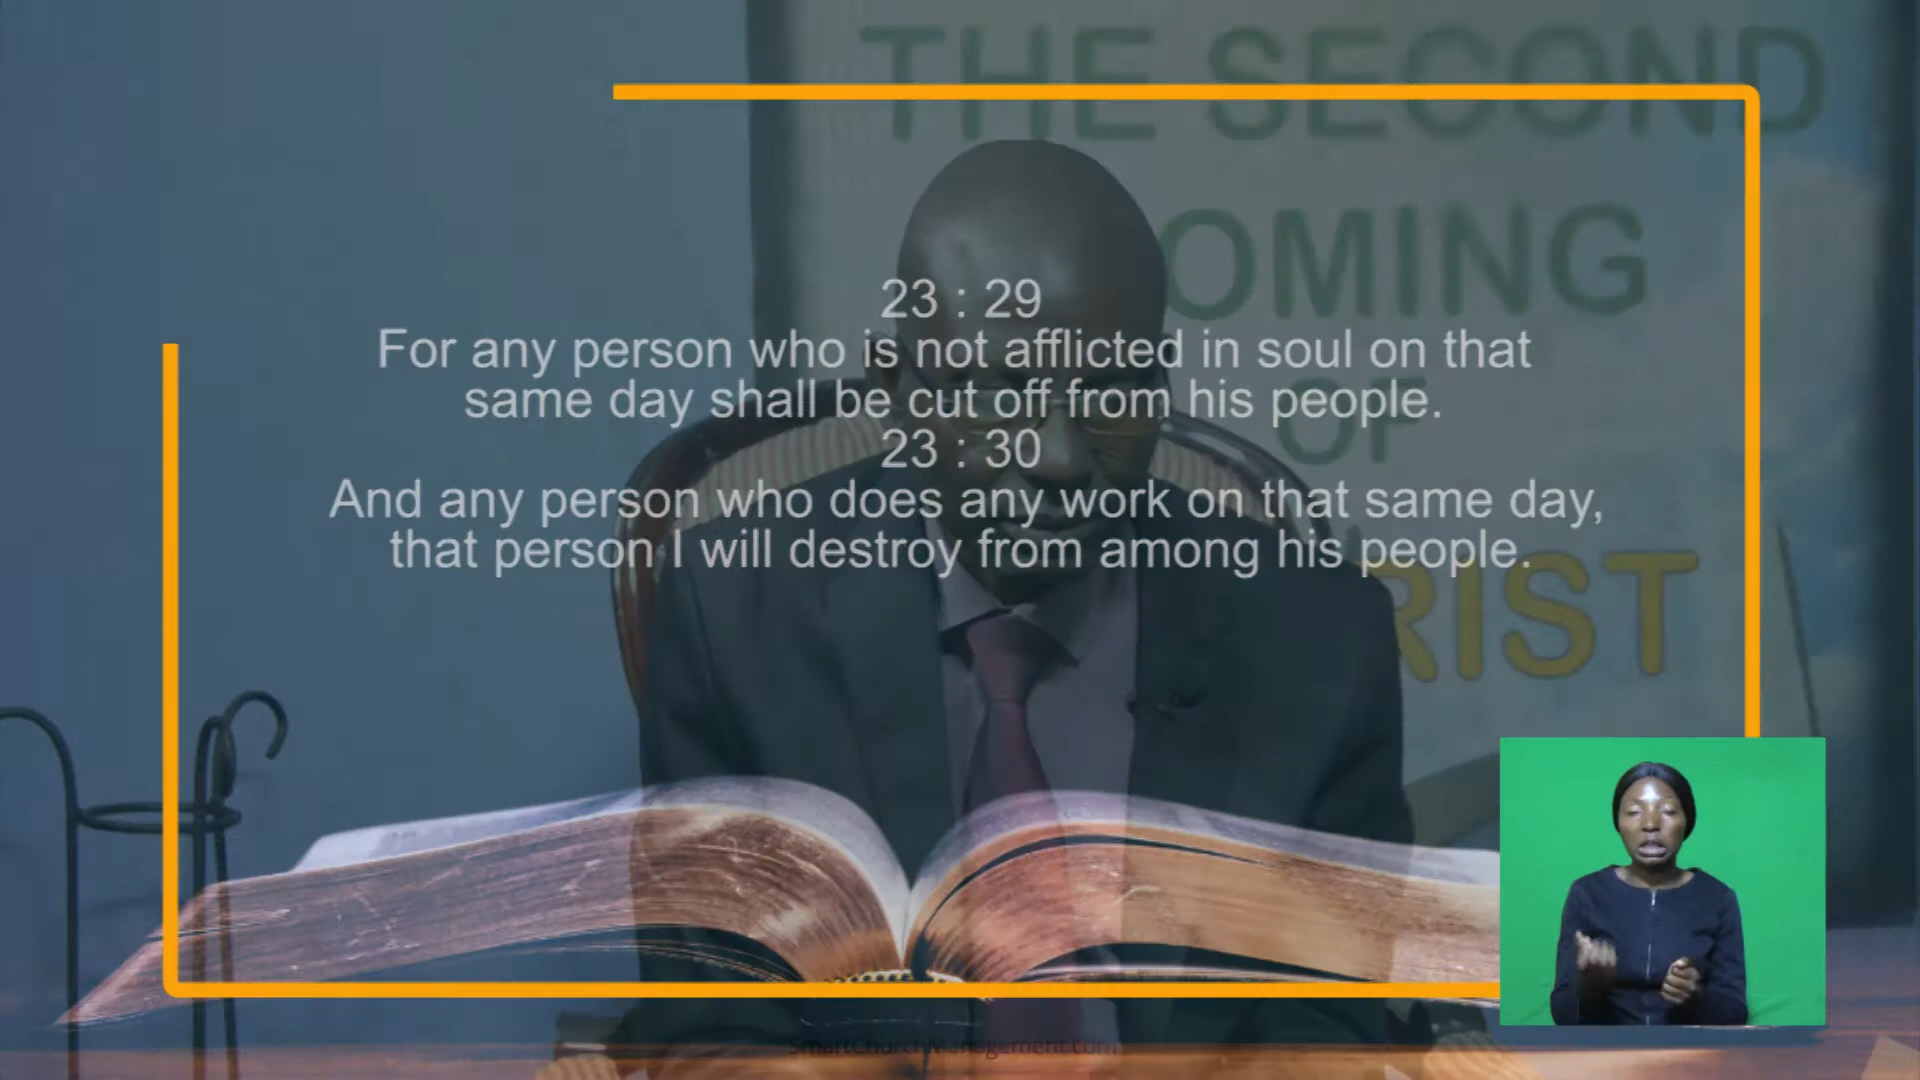 THE SECOND
OMING
OF
RIST
23 : 29
For any person who is not afflicted in soul on that
same day shall be cut off from his people.
23 : 30
And any person who does any work on that same day,
that person I will destroy from among his people.
SmartChurchManagement.com